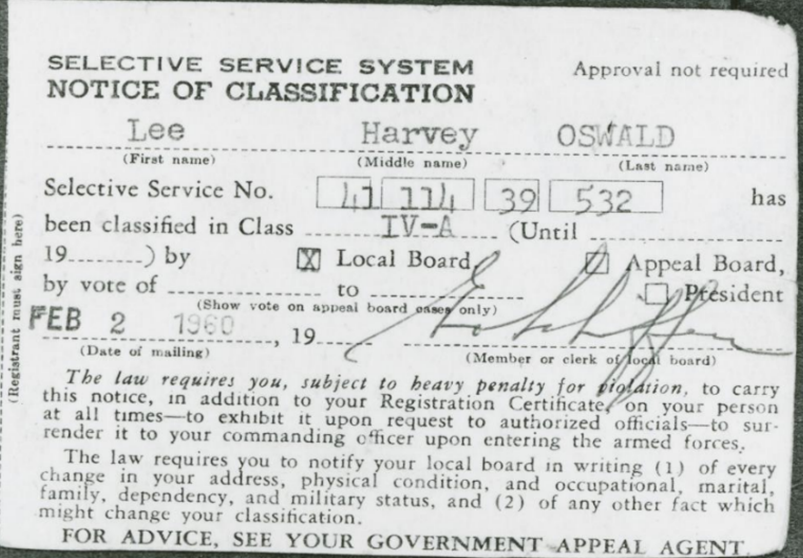 SELECTIVE SERVICE SYSTEM Approval not required
NOTICE OF CLASSIFICATION
Lee Harvey OSWALD
(First name) (Middle name) (Last name)
Selective Service No. 41 114 39 532 has
been classified in Class IV-A (Until
19........) by X Local Board, Appeal Board,
by vote of to President
(Show vote on appeal board cases only)
FEB 2 1960, 19
(Date of mailing) (Member or clerk of local board)
The law requires you, subject to heavy penalty for violation, to carry
this notice, in addition to your Registration Certificate, on your person
at all times—to exhibit it upon request to authorized officials—to sur-
render it to your commanding officer upon entering the armed forces.
The law requires you to notify your local board in writing (1) of every
change in your address, physical condition, and occupational, marital,
family, dependency, and military status, and (2) of any other fact which
might change your classification.
FOR ADVICE, SEE YOUR GOVERNMENT APPEAL AGENT
(Registrant must sign here)